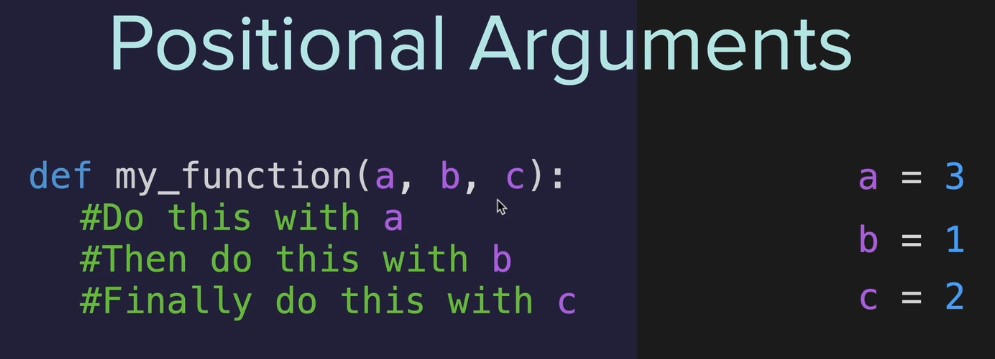 Positional Arguments
def my_function(a, b, c):
#Do this with a
#Then do this with b
#Finally do this with c
a = 3
b = 1
c = 2